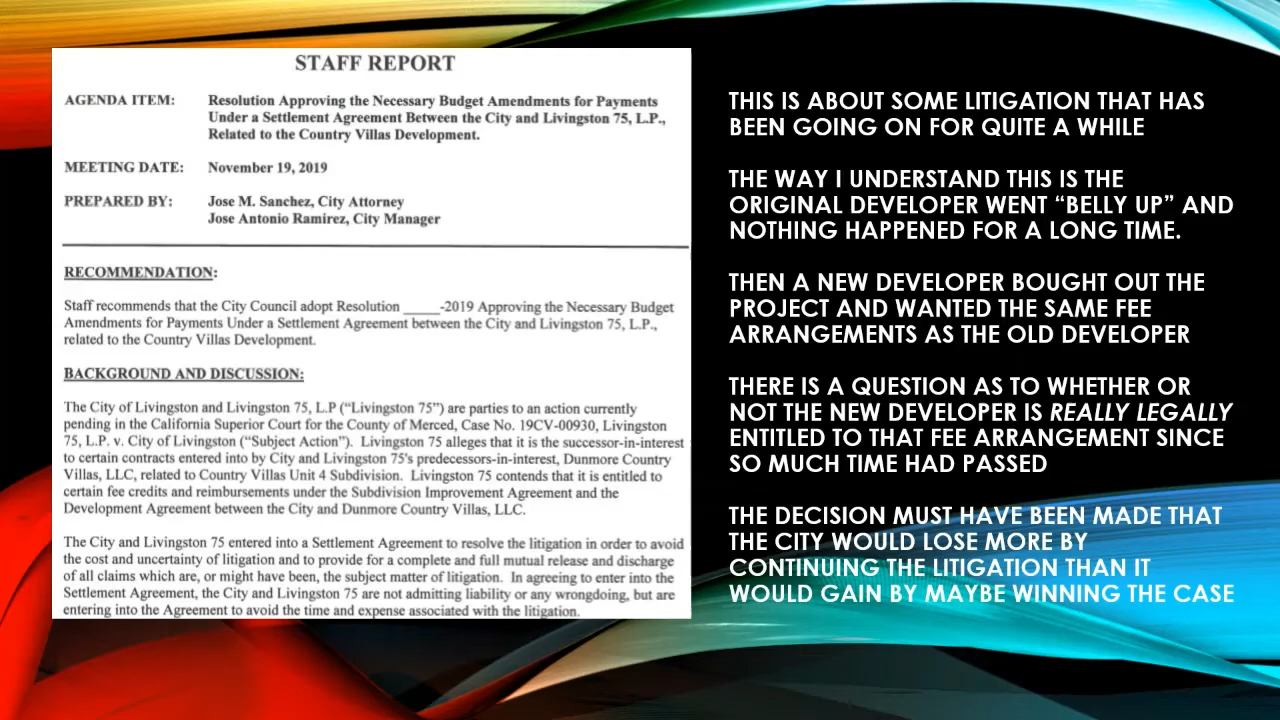 STAFF REPORT
AGENDA ITEM: Resolution Approving the Necessary Budget Amendments for Payments
Under a Settlement Agreement Between the City and Livingston 75, L.P.,
Related to the Country Villas Development.
MEETING DATE: November 19, 2019
PREPARED BY: Jose M. Sanchez, City Attorney
Jose Antonio Ramirez, City Manager
RECOMMENDATION:
Staff recommends that the City Council adopt Resolution _____-2019 Approving the Necessary Budget
Amendments for Payments Under a Settlement Agreement between the City and Livingston 75, L.P.,
related to the Country Villas Development.
BACKGROUND AND DISCUSSION:
The City of Livingston and Livingston 75, L.P (“Livingston 75”) are parties to an action currently
pending in the California Superior Court for the County of Merced, Case No. 19CV-00930, Livingston
75, L.P. v. City of Livingston (“Subject Action”). Livingston 75 alleges that it is the successor-in-interest
to certain contracts entered into by City and Livingston 75's predecessors-in-interest, Dunmore Country
Villas, LLC, related to Country Villas Unit 4 Subdivision. Livingston 75 contends that it is entitled to
certain fee credits and reimbursements under the Subdivision Improvement Agreement and the
Development Agreement between the City and Dunmore Country Villas, LLC.
The City and Livingston 75 entered into a Settlement Agreement to resolve the litigation in order to avoid
the cost and uncertainty of litigation and to provide for a complete and full mutual release and discharge
of all claims which are, or might have been, the subject matter of litigation. In agreeing to enter into the
Settlement Agreement, the City and Livingston 75 are not admitting liability or any wrongdoing, but are
entering into the Agreement to avoid the time and expense associated with the litigation.
THIS IS ABOUT SOME LITIGATION THAT HAS
BEEN GOING ON FOR QUITE A WHILE
THE WAY I UNDERSTAND THIS IS THE
ORIGINAL DEVELOPER WENT “BELLY UP” AND
NOTHING HAPPENED FOR A LONG TIME.
THEN A NEW DEVELOPER BOUGHT OUT THE
PROJECT AND WANTED THE SAME FEE
ARRANGEMENTS AS THE OLD DEVELOPER
THERE IS A QUESTION AS TO WHETHER OR
NOT THE NEW DEVELOPER IS REALLY LEGALLY
ENTITLED TO THAT FEE ARRANGEMENT SINCE
SO MUCH TIME HAD PASSED
THE DECISION MUST HAVE BEEN MADE THAT
THE CITY WOULD LOSE MORE BY
CONTINUING THE LITIGATION THAN IT
WOULD GAIN BY MAYBE WINNING THE CASE